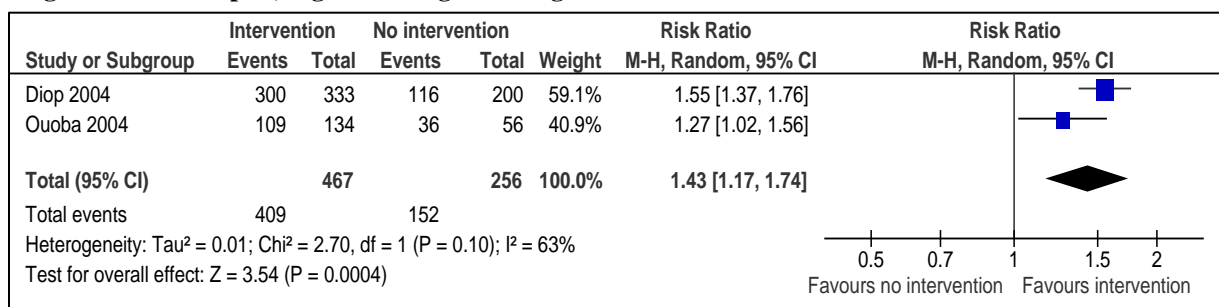 Intervention No intervention Risk Ratio Risk Ratio
Study or Subgroup Events Total Events Total Weight M-H, Random, 95% CI M-H, Random, 95% CI
Diop 2004 300 333 116 200 59.1% 1.55 [1.37, 1.76]
Ouoba 2004 109 134 36 56 40.9% 1.27 [1.02, 1.56]
Total (95% CI) 467 256 100.0% 1.43 [1.17, 1.74]
Total events 409 152
Heterogeneity: Tau² = 0.01; Chi² = 2.70, df = 1 (P = 0.10); I² = 63%
Test for overall effect: Z = 3.54 (P = 0.0004)
0.5 0.7 1 1.5 2
Favours no intervention Favours intervention